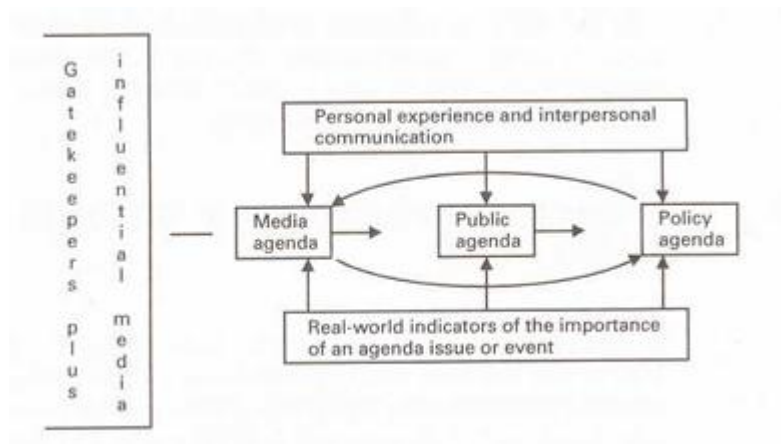 Gatekeepers plus
influential media
Personal experience and interpersonal
communication
Media
agenda
Public
agenda
Policy
agenda
Real-world indicators of the importance
of an agenda issue or event